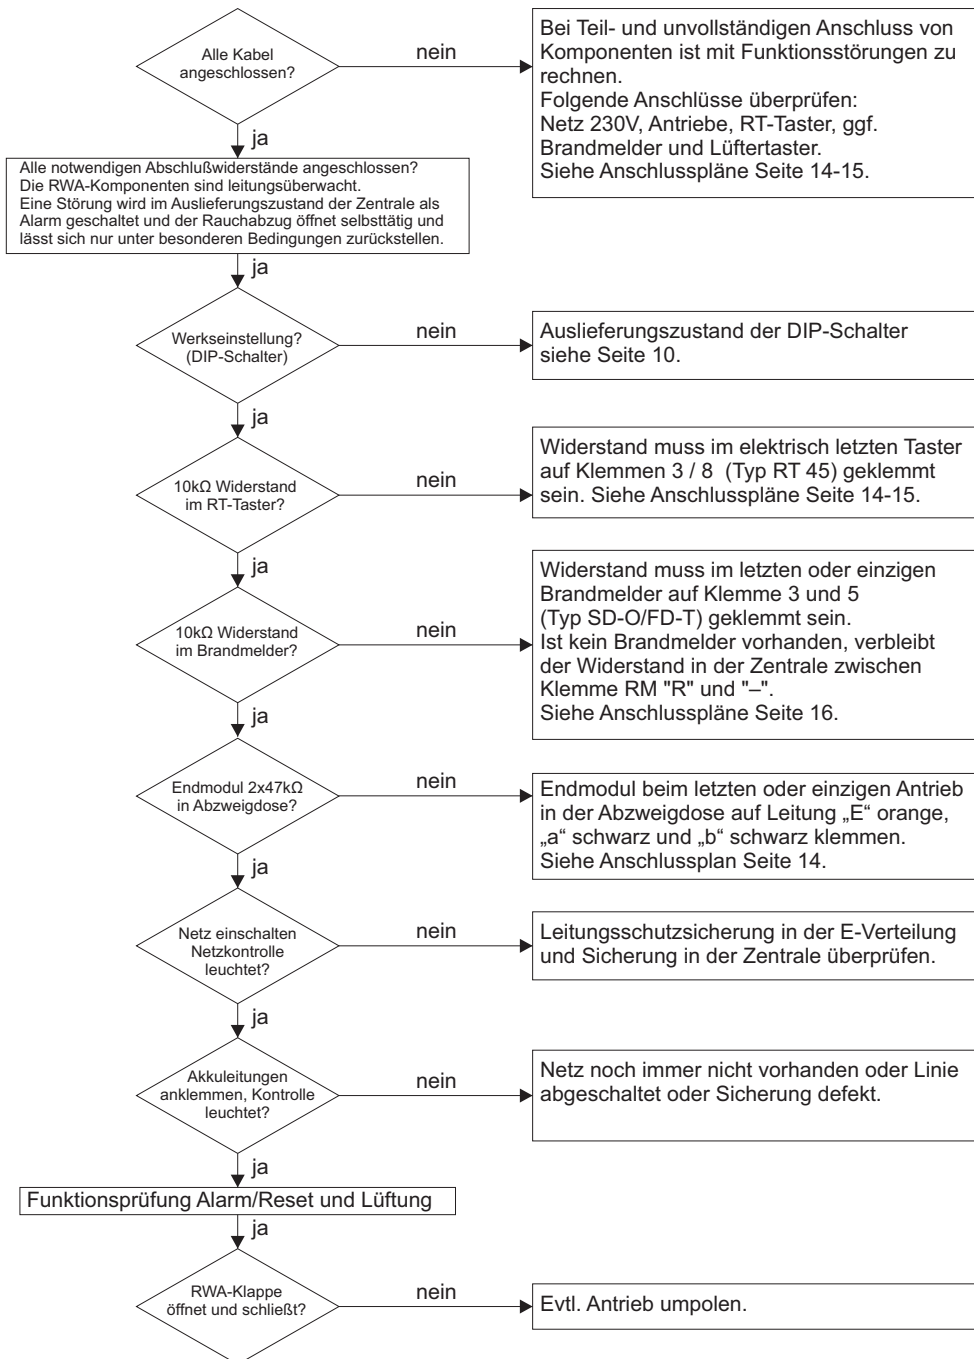 Alle Kabel
angeschlossen?
nein
Bei Teil- und unvollständigen Anschluss von
Komponenten ist mit Funktionsstörungen zu
rechnen.
Folgende Anschlüsse überprüfen:
Netz 230V, Antriebe, RT-Taster, ggf.
Brandmelder und Lüftertaster.
Siehe Anschlusspläne Seite 14-15.
ja
Alle notwendigen Abschlußwiderstände angeschlossen?
Die RWA-Komponenten sind leitungsüberwacht.
Eine Störung wird im Auslieferungszustand der Zentrale als
Alarm geschaltet und der Rauchabzug öffnet selbsttätig und
lässt sich nur unter besonderen Bedingungen zurückstellen.
ja
Werkseinstellung?
(DIP-Schalter)
nein
Auslieferungszustand der DIP-Schalter
siehe Seite 10.
ja
10kΩ Widerstand
im RT-Taster?
nein
Widerstand muss im elektrisch letzten Taster
auf Klemmen 3 / 8 (Typ RT 45) geklemmt
sein. Siehe Anschlusspläne Seite 14-15.
ja
10kΩ Widerstand
im Brandmelder?
nein
Widerstand muss im letzten oder einzigen
Brandmelder auf Klemme 3 und 5
(Typ SD-O/FD-T) geklemmt sein.
Ist kein Brandmelder vorhanden, verbleibt
der Widerstand in der Zentrale zwischen
Klemme RM "R" und "–".
Siehe Anschlusspläne Seite 16.
ja
Endmodul 2x47kΩ
in Abzweigdose?
nein
Endmodul beim letzten oder einzigen Antrieb
in der Abzweigdose auf Leitung „E“ orange,
„a“ schwarz und „b“ schwarz klemmen.
Siehe Anschlussplan Seite 14.
ja
Netz einschalten
Netzkontrolle
leuchtet?
nein
Leitungsschutzsicherung in der E-Verteilung
und Sicherung in der Zentrale überprüfen.
ja
Akkuleitungen
anklemmen, Kontrolle
leuchtet?
nein
Netz noch immer nicht vorhanden oder Linie
abgeschaltet oder Sicherung defekt.
ja
Funktionsprüfung Alarm/Reset und Lüftung
ja
RWA-Klappe
öffnet und schließt?
nein
Evtl. Antrieb umpolen.